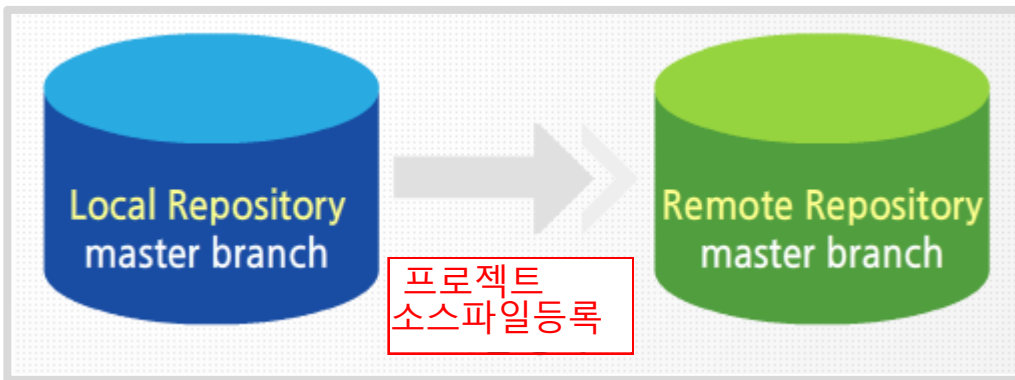 Local Repository
master branch
프로젝트
소스파일등록
Remote Repository
master branch